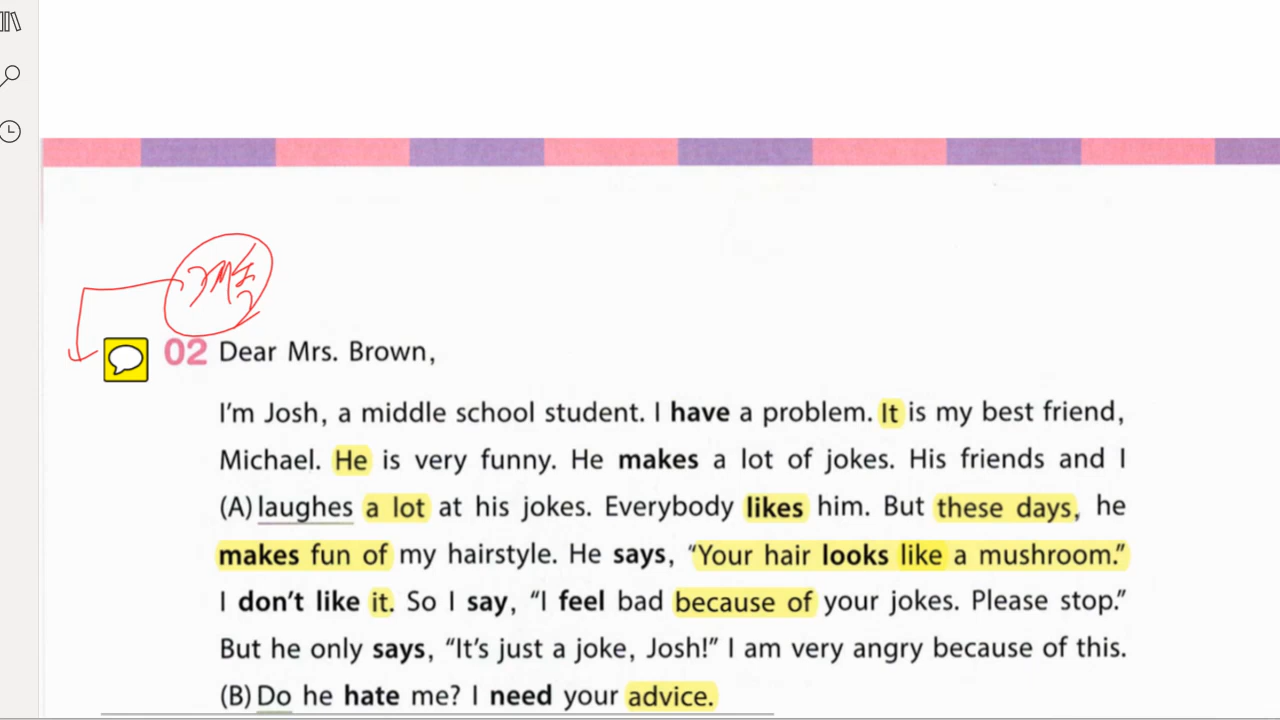 02 Dear Mrs. Brown,
I'm Josh, a middle school student. I have a problem. It is my best friend,
Michael. He is very funny. He makes a lot of jokes. His friends and I
(A) laughes a lot at his jokes. Everybody likes him. But these days, he
makes fun of my hairstyle. He says, “Your hair looks like a mushroom.”
I don't like it. So I say, “I feel bad because of your jokes. Please stop.”
But he only says, “It's just a joke, Josh!” I am very angry because of this.
(B) Do he hate me? I need your advice.